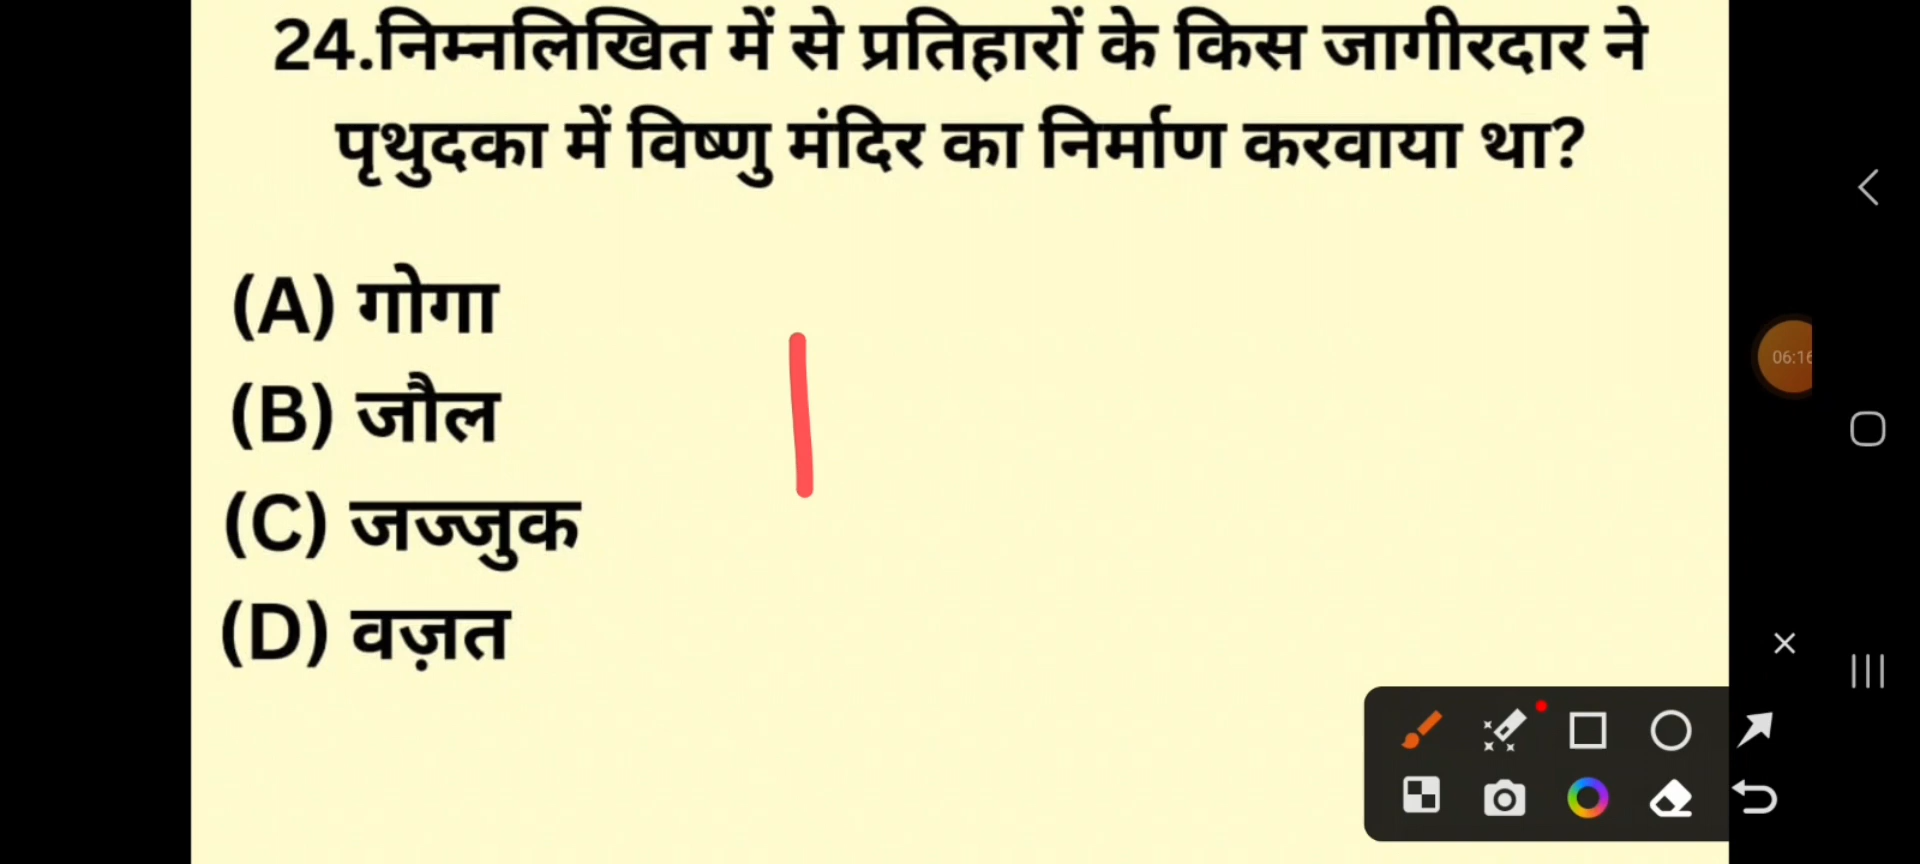 24.निम्नलिखित में से प्रतिहारों के किस जागीरदार ने
पृथुदका में विष्णु मंदिर का निर्माण करवाया था?
(A) गोगा
(B) जौल
(C) जज्जुक
(D) वज़त
06:16